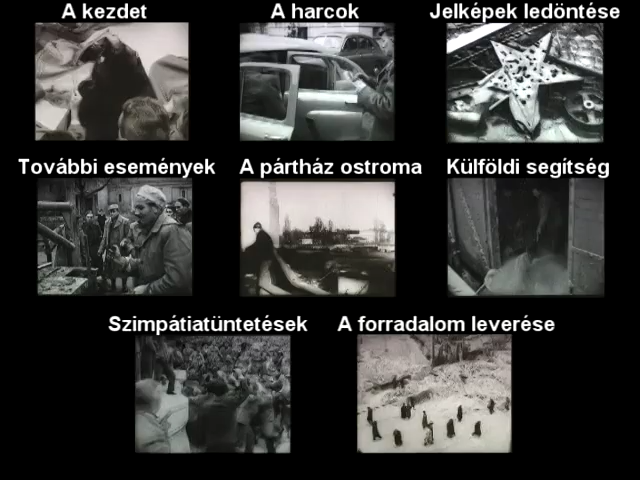 A kezdet
A harcok
Jelképek ledöntése
További események
A pártház ostroma
Külföldi segítség
Szimpátiatüntetések
A forradalom leverése